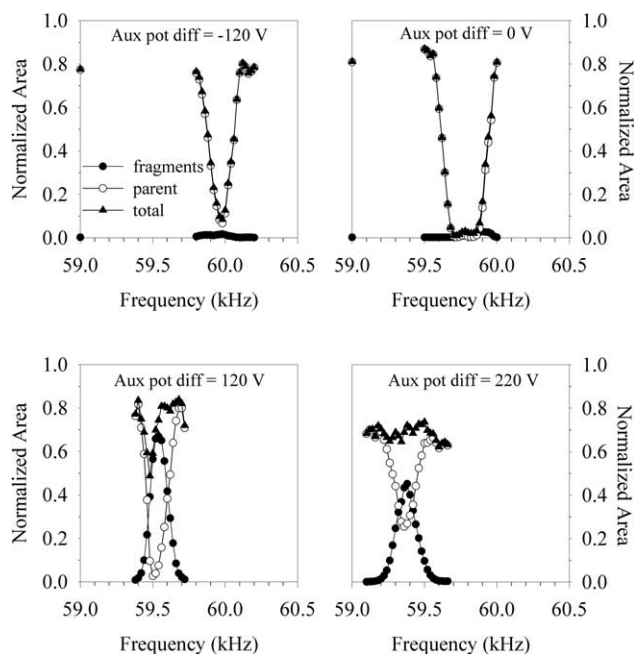 Aux pot diff = -120 V
1.0
0.8
0.6
0.4
0.2
0.0
Normalized Area
fragments
parent
total
59.0 59.5 60.0 60.5
Frequency (kHz)
Aux pot diff = 0 V
1.0
0.8
0.6
0.4
0.2
0.0
Normalized Area
59.0 59.5 60.0 60.5
Frequency (kHz)
Aux pot diff = 120 V
1.0
0.8
0.6
0.4
0.2
0.0
Normalized Area
59.0 59.5 60.0 60.5
Frequency (kHz)
Aux pot diff = 220 V
1.0
0.8
0.6
0.4
0.2
0.0
Normalized Area
59.0 59.5 60.0 60.5
Frequency (kHz)